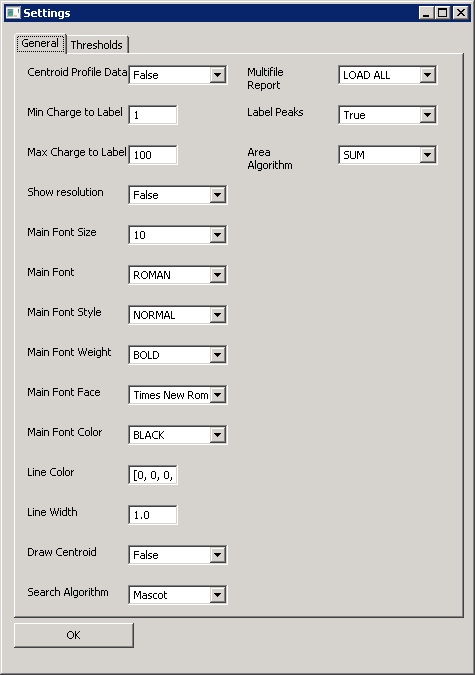 Settings
General Thresholds
Centroid Profile Data False
Min Charge to Label 1
Max Charge to Label 100
Show resolution False
Main Font Size 10
Main Font ROMAN
Main Font Style NORMAL
Main Font Weight BOLD
Main Font Face Times New Rom
Main Font Color BLACK
Line Color [0, 0, 0,
Line Width 1.0
Draw Centroid False
Search Algorithm Mascot
Multifile LOAD ALL
Report
Label Peaks True
Area SUM
Algorithm
OK